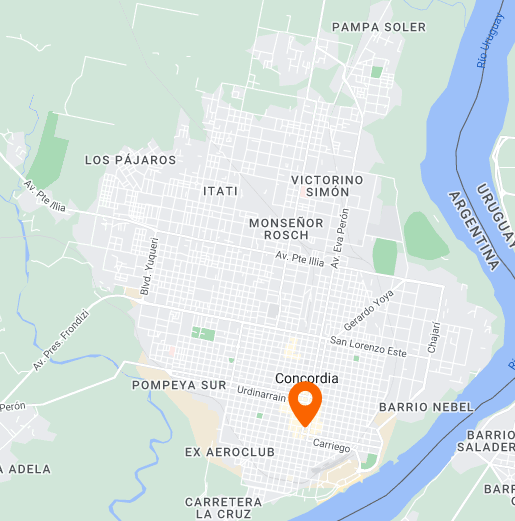 PAMPA SOLER
Río Uruguay
LOS PÁJAROS
ITATI
VICTORINO
SIMÓN
Av. Pte. Illia
URUGUAY
ARGENTINA
MONSEÑOR
ROSCH
Av. Eva Perón
Blvd. Yuqueri
Av. Pte Illia
Av. Pres. Frondizi
Gerardo Yoya
Chajari
San Lorenzo Este
Concordia
POMPEYA SUR
Urdinarrain
BARRIO NEBEL
Perón
Carriego
EX AEROCLUB
BARRIO
SALADER
A ADELA
CARRETERA
LA CRUZ